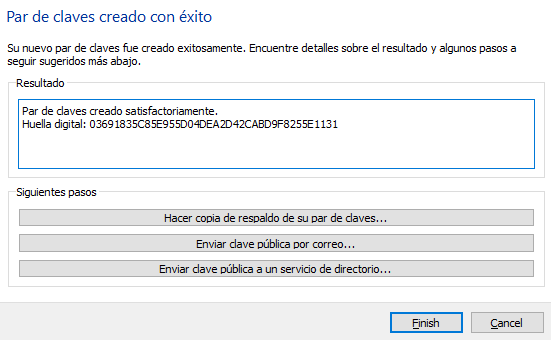 Par de claves creado con éxito
Su nuevo par de claves fue creado exitosamente. Encuentre detalles sobre el resultado y algunos pasos a
seguir sugeridos más abajo.
Resultado
Par de claves creado satisfactoriamente.
Huella digital: 03691835C85E955D04DEA2D42CABD9F8255E1131
Siguientes pasos
Hacer copia de respaldo de su par de claves...
Enviar clave pública por correo...
Enviar clave pública a un servicio de directorio...
Finish
Cancel